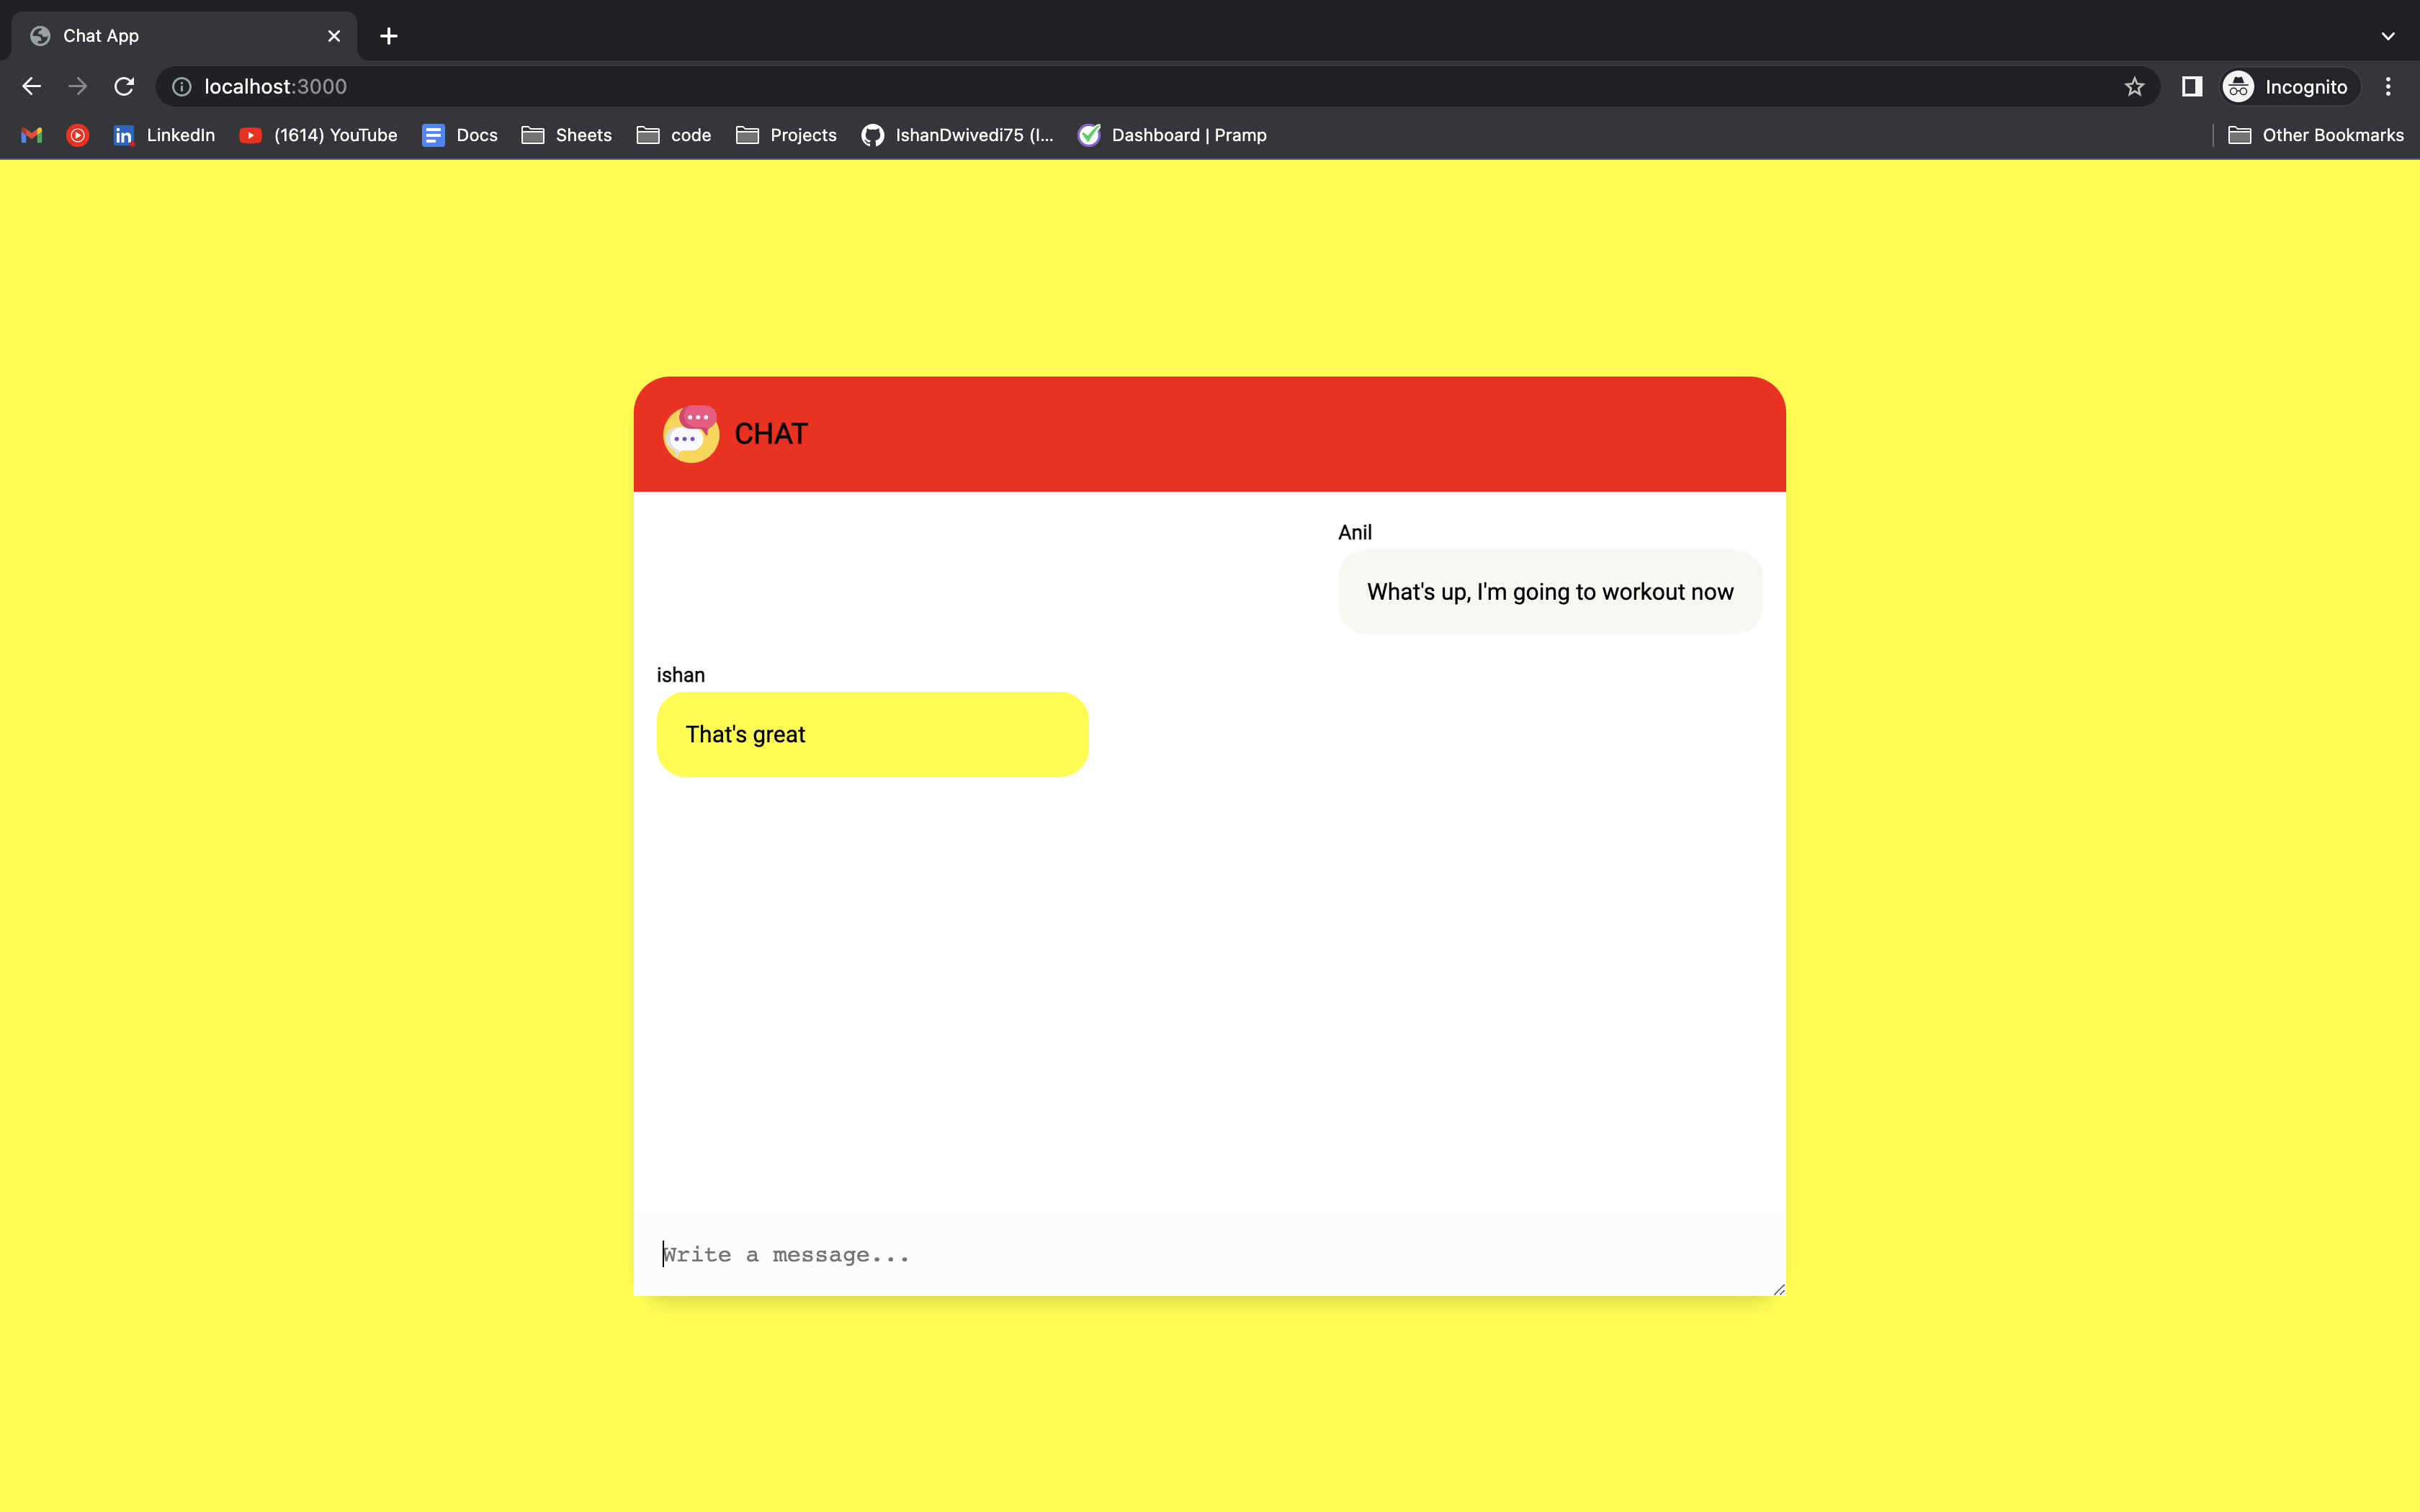 Chat App
localhost:3000
Incognito
LinkedIn
(1614) YouTube
Docs
Sheets
code
Projects
IshanDwivedi75 (I...
Dashboard | Pramp
Other Bookmarks
CHAT
Anil
What's up, I'm going to workout now
ishan
That's great
Write a message...